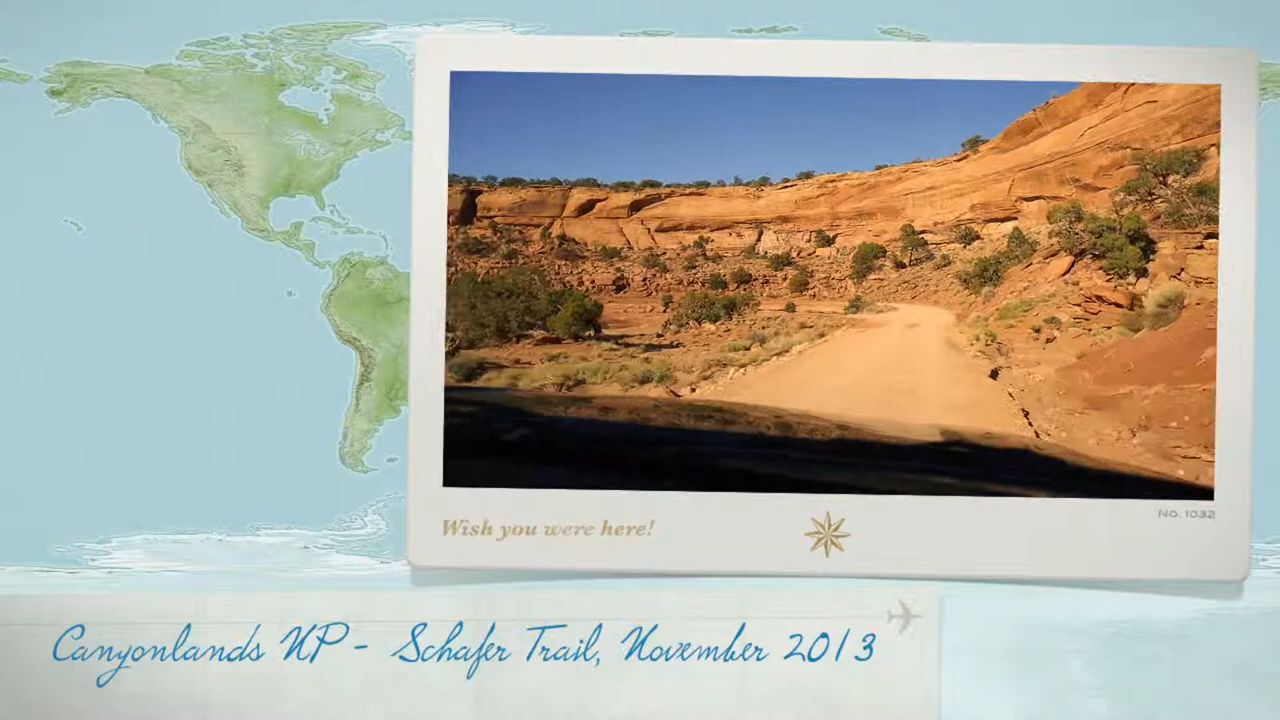 Wish you were here!
NO. 1032
Canyonlands NP - Schafer Trail, November 2013